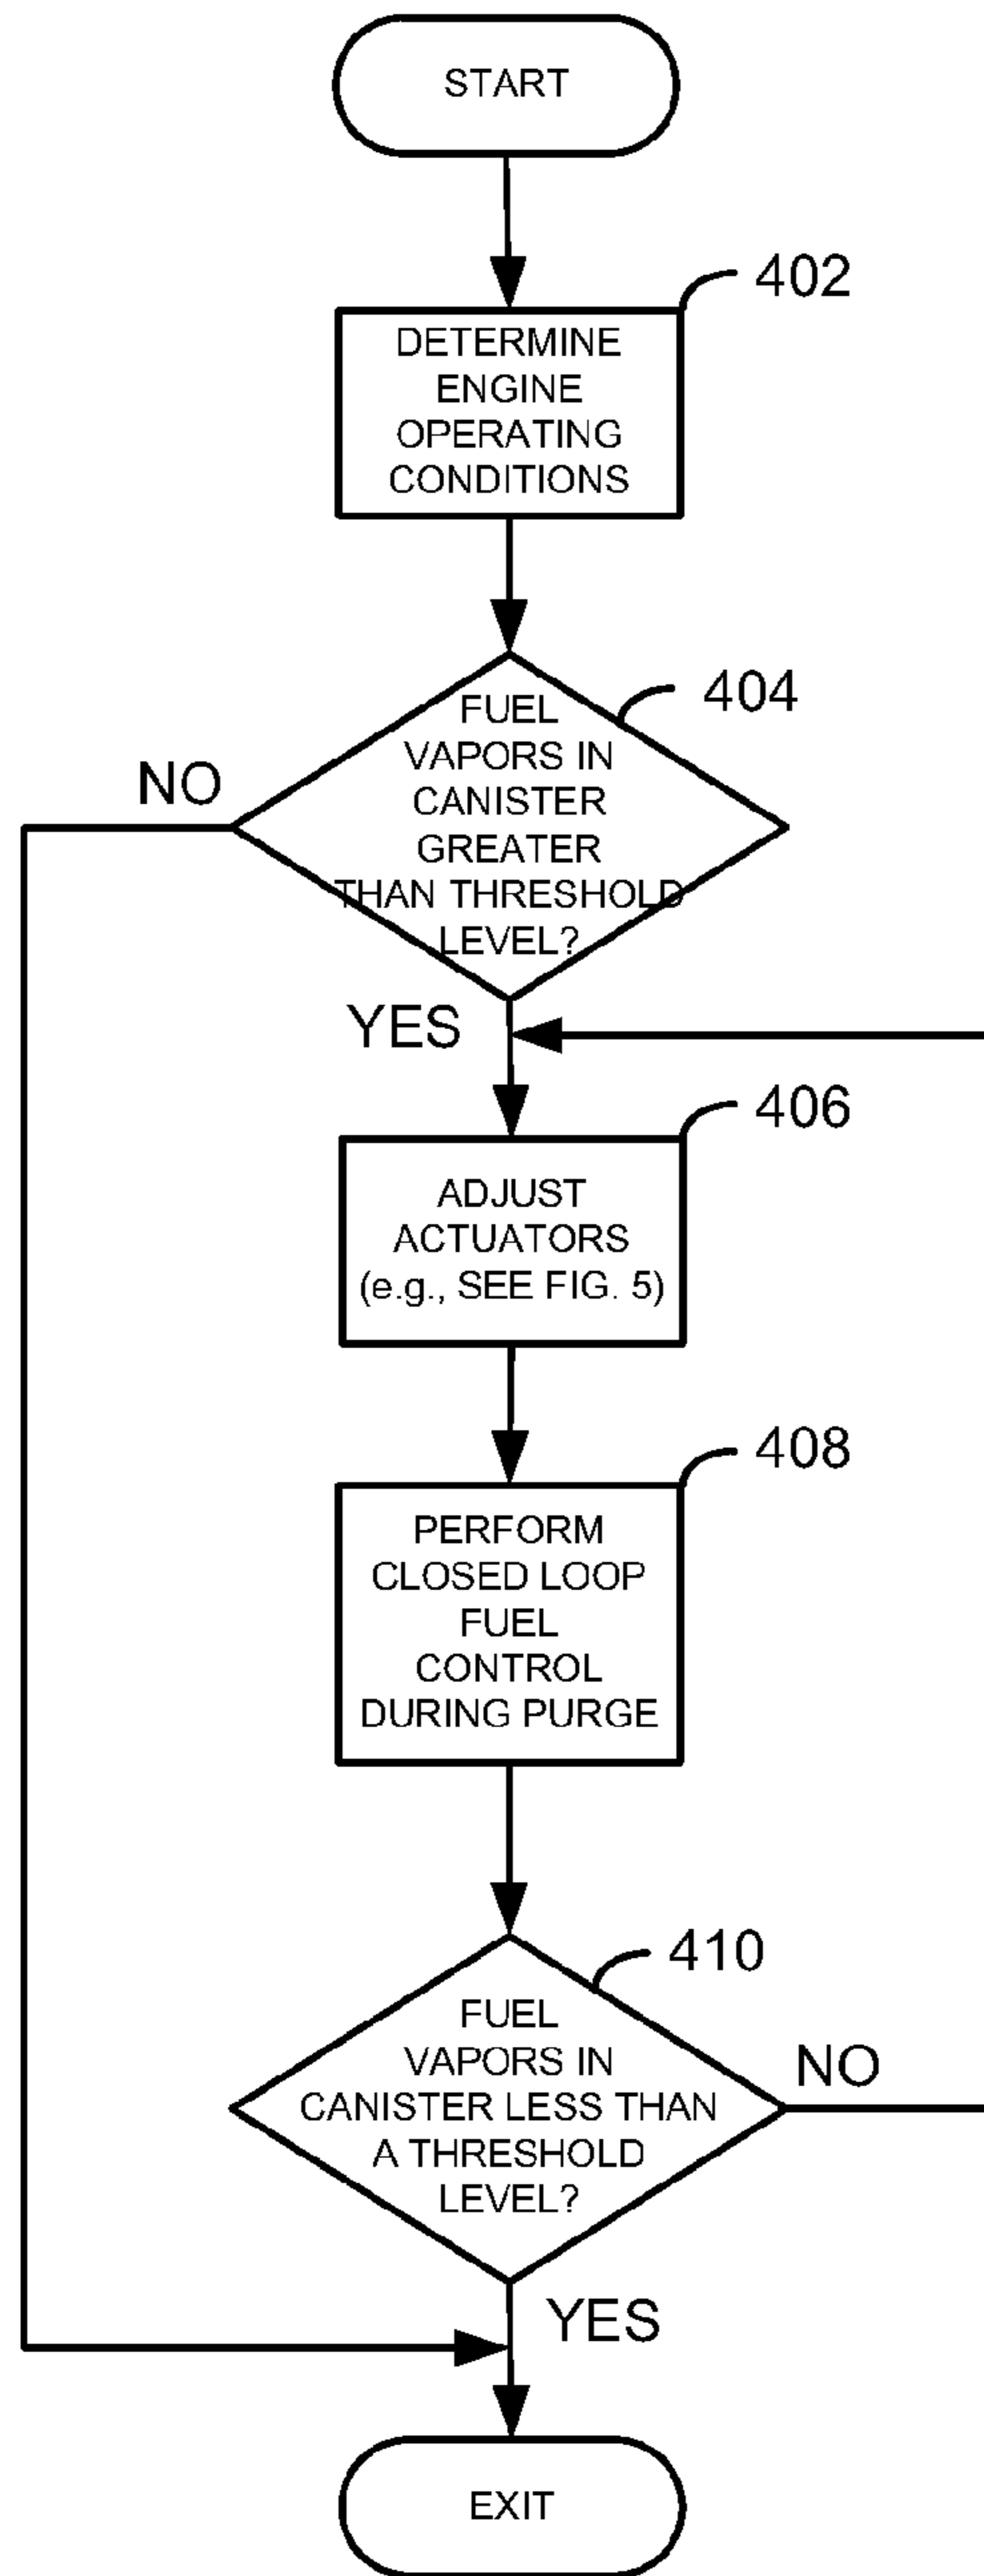 START
402
DETERMINE
ENGINE
OPERATING
CONDITIONS
404
FUEL
VAPORS IN
CANISTER
GREATER
THAN THRESHOLD
LEVEL?
NO
YES
406
ADJUST
ACTUATORS
(e.g., SEE FIG. 5)
408
PERFORM
CLOSED LOOP
FUEL
CONTROL
DURING PURGE
410
FUEL
VAPORS IN
CANISTER LESS THAN
A THRESHOLD
LEVEL?
NO
YES
EXIT